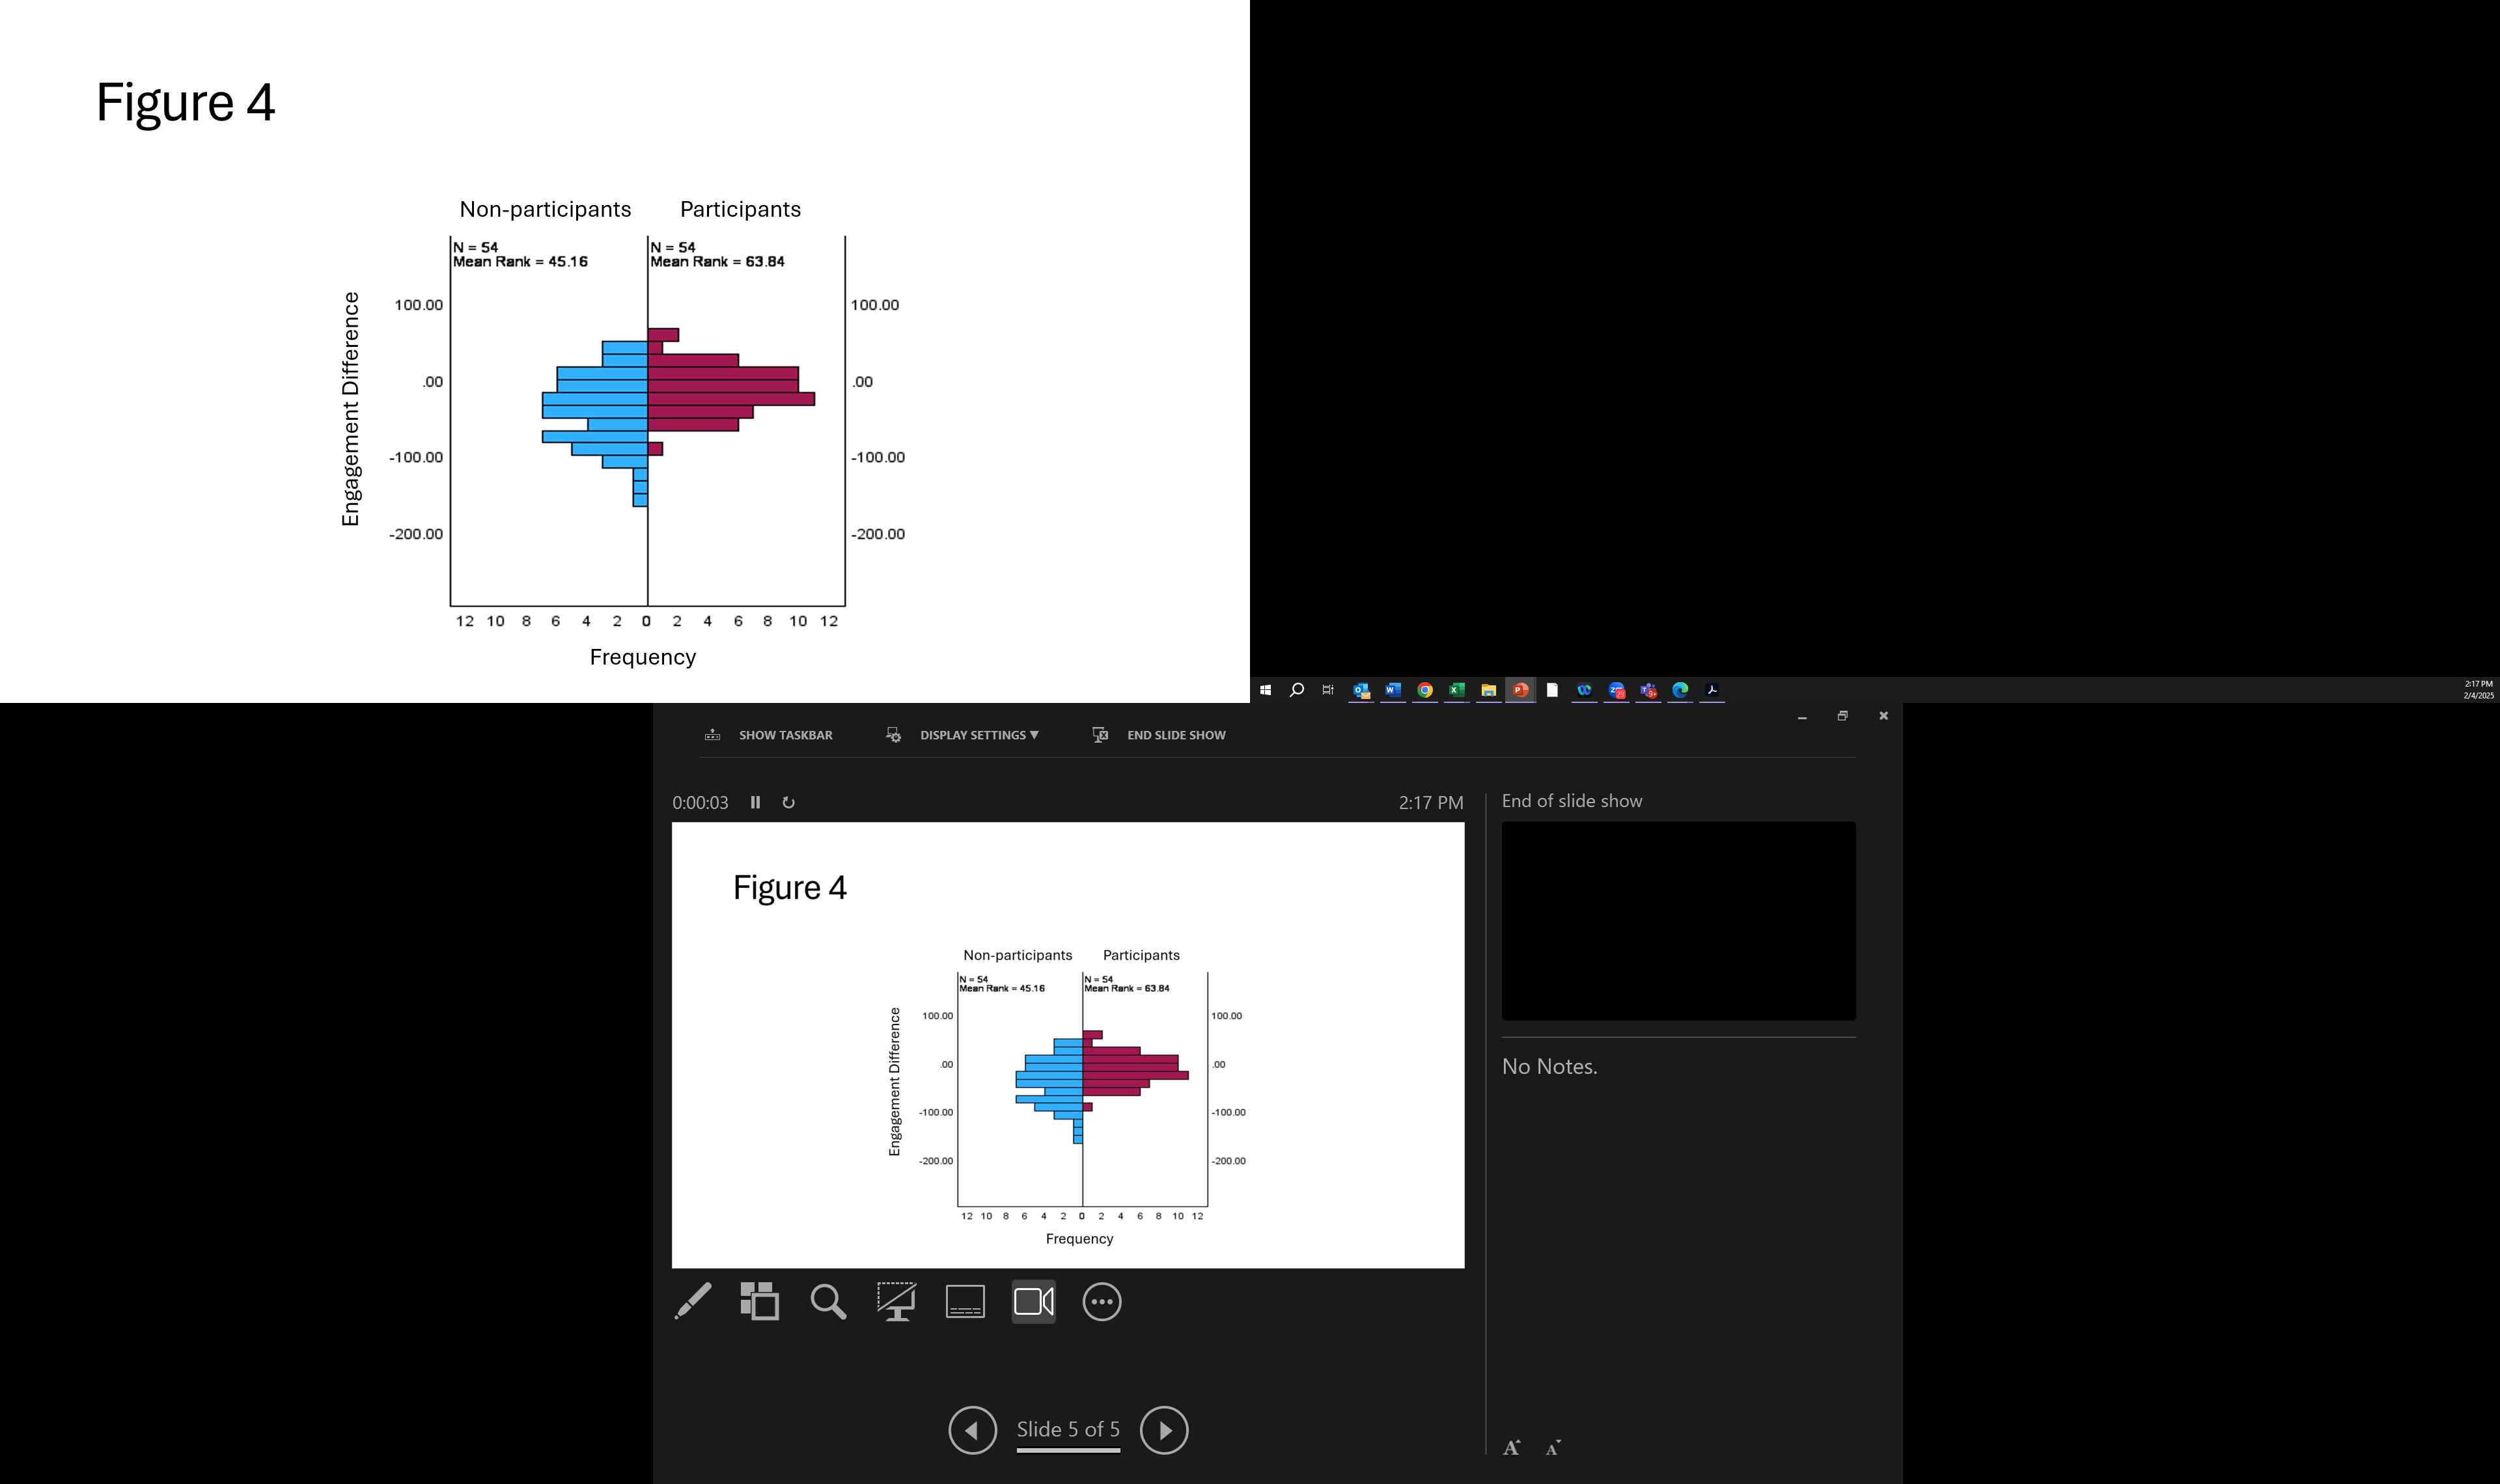 Figure 4
Non-participants Participants
N = 54 N = 54
Mean Rank = 45.16 Mean Rank = 63.84
Engagement Difference
100.00 100.00
.00 .00
-100.00 -100.00
-200.00 -200.00
12 10 8 6 4 2 0 2 4 6 8 10 12
Frequency
2:17 PM
2/4/2025
SHOW TASKBAR DISPLAY SETTINGS ▼ END SLIDE SHOW
0:00:03 2:17 PM
End of slide show
Figure 4
Non-participants Participants
N = 54 N = 54
Mean Rank = 45.16 Mean Rank = 63.84
Engagement Difference
100.00 100.00
.00 .00
-100.00 -100.00
-200.00 -200.00
12 10 8 6 4 2 0 2 4 6 8 10 12
Frequency
No Notes.
Slide 5 of 5
A A